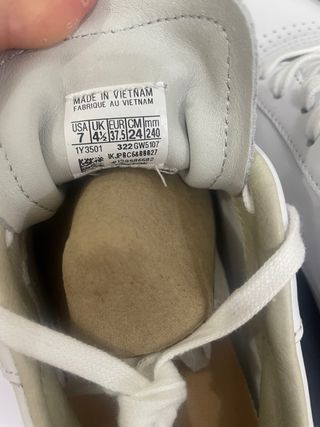 MADE IN VIETNAM
FABRIQUE AU VIETNAM
USA UK EUR CM mm
7 4½ 37.5 24 240
1Y3501 322GW5107